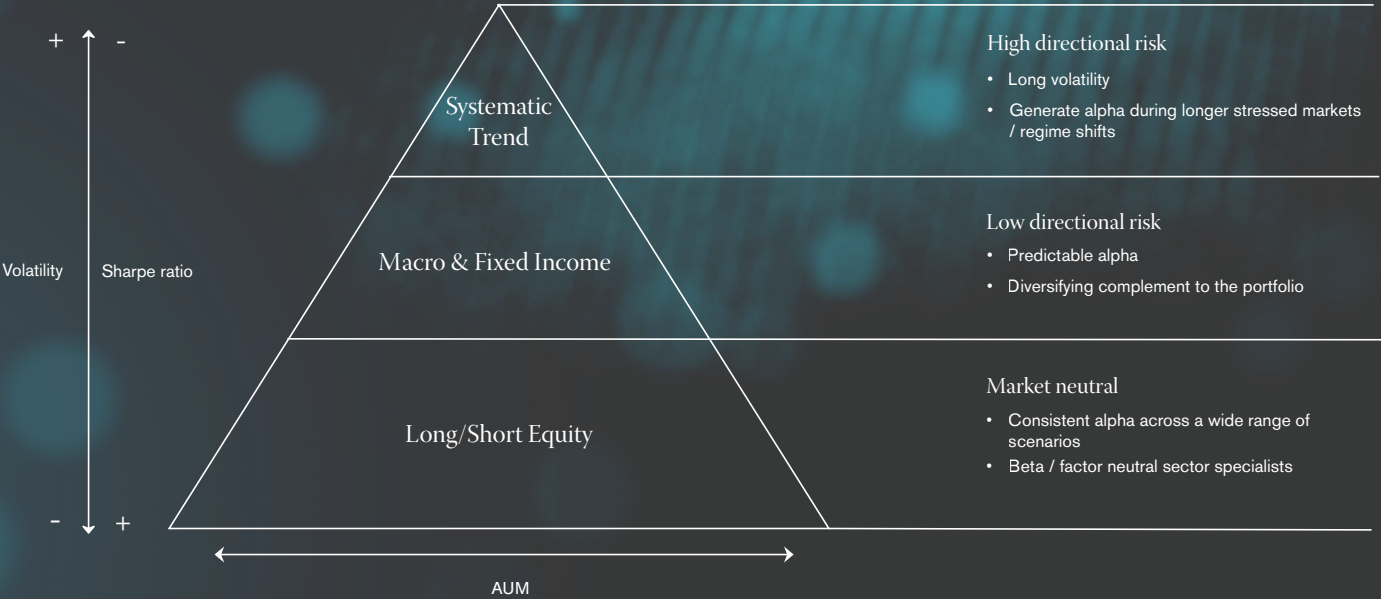 + -
Volatility
Sharpe ratio
- +
Systematic
Trend
High directional risk
• Long volatility
• Generate alpha during longer stressed markets
/ regime shifts
Macro & Fixed Income
Low directional risk
• Predictable alpha
• Diversifying complement to the portfolio
Long/Short Equity
Market neutral
• Consistent alpha across a wide range of
scenarios
• Beta / factor neutral sector specialists
AUM